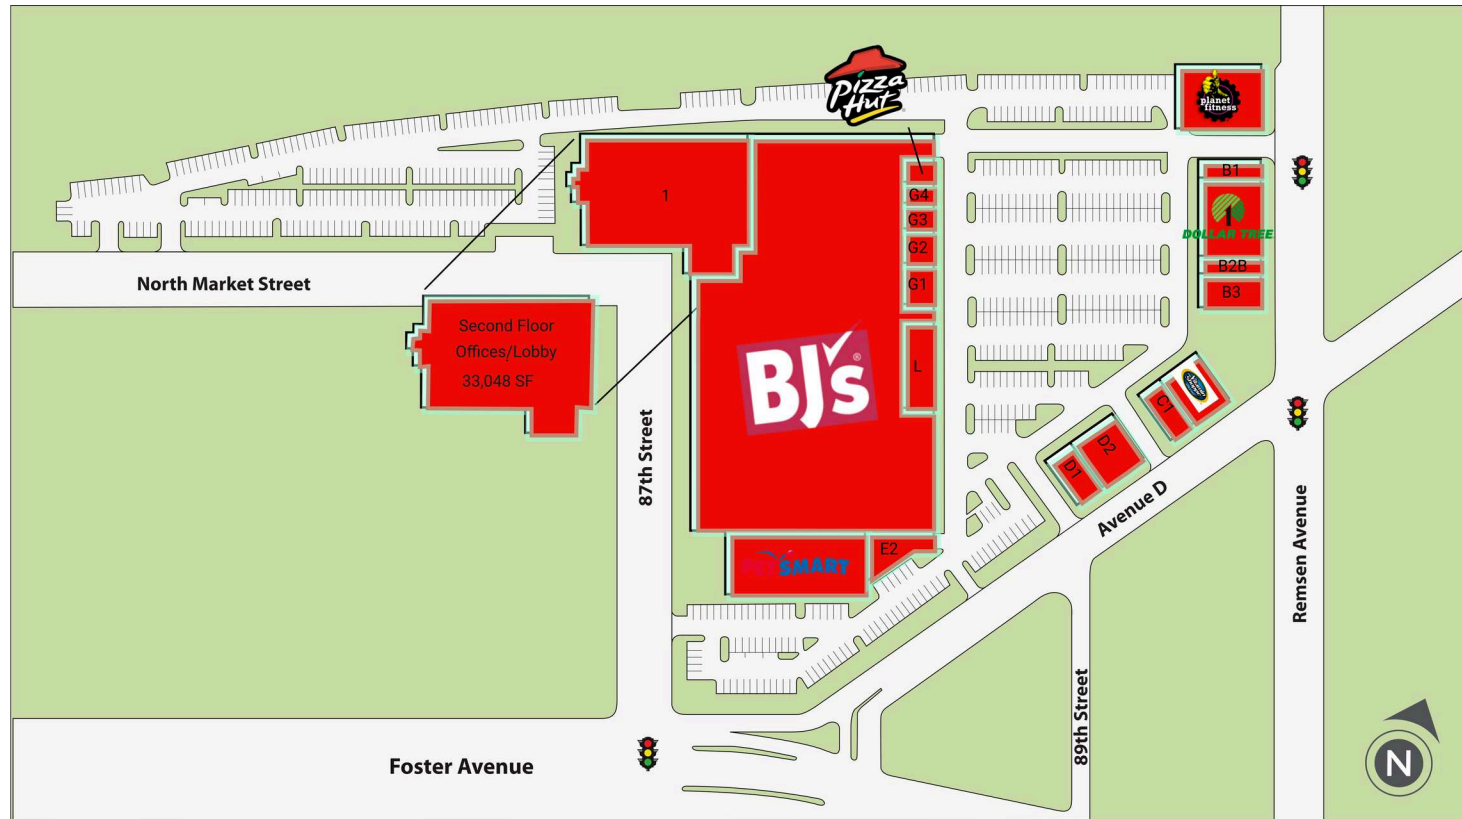 Pizza
Hut
planet
fitness
B1
1
G4
G3
1
DOLLAR TREE
G2
B2B
North Market Street
G1
B3
Second Floor
Offices/Lobby
33,048 SF
BJ's
®
L
C1
D2
D1
87th Street
Avenue D
Remsen Avenue
E2
PETSMART
89th Street
Foster Avenue
N